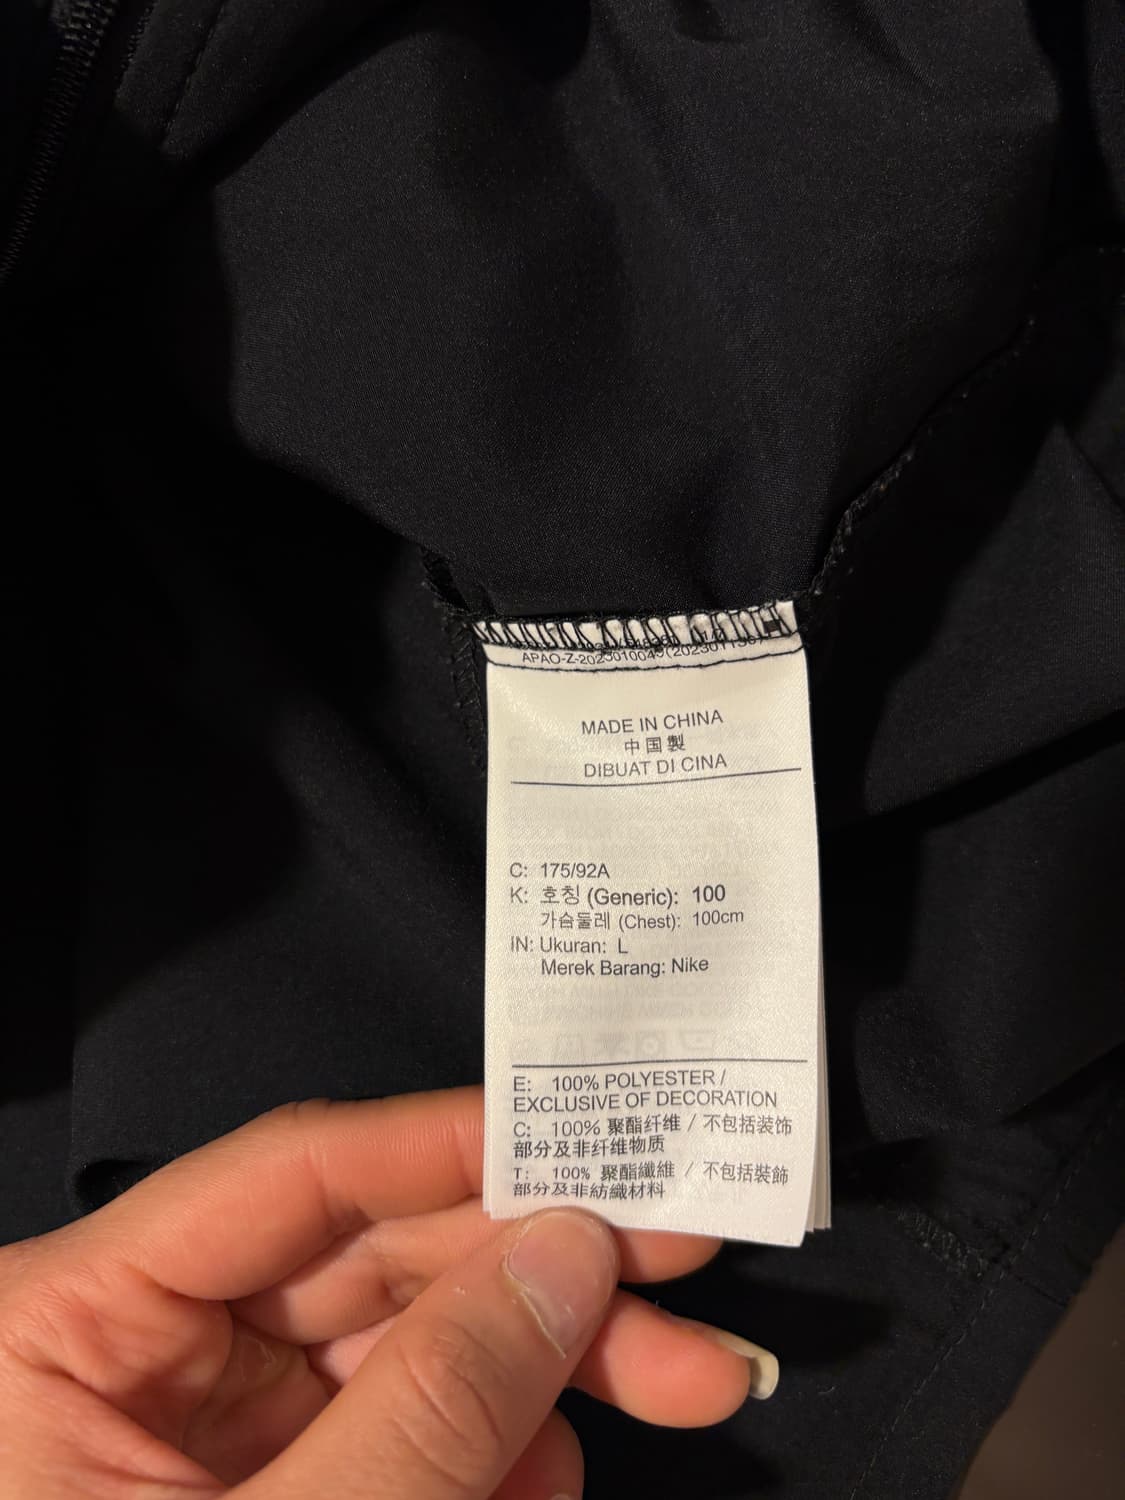 APAO-Z-2023010049(20230113
MADE IN CHINA
中国製
DIBUAT DI CINA
C: 175/92A
K: 호칭 (Generic): 100
가슴둘레 (Chest): 100cm
IN: Ukuran: L
Merek Barang: Nike
E: 100% POLYESTER /
EXCLUSIVE OF DECORATION
C: 100% 聚酯纤维 / 不包括装饰
部分及非纤维物质
T: 100% 聚酯纖維 / 不包括裝飾
部分及非紡織材料